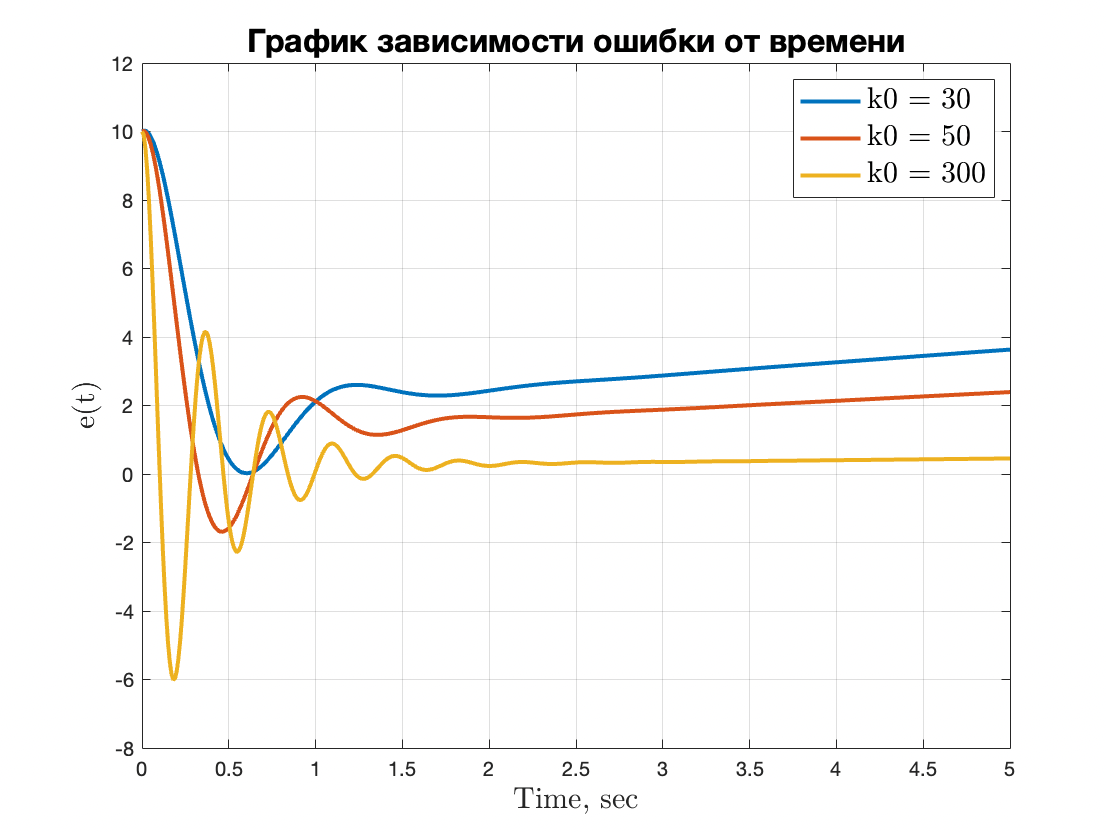 График зависимости ошибки от времени
k0 = 30
k0 = 50
k0 = 300
e(t)
12
10
8
6
4
2
0
-2
-4
-6
-8
0 0.5 1 1.5 2 2.5 3 3.5 4 4.5 5
Time, sec